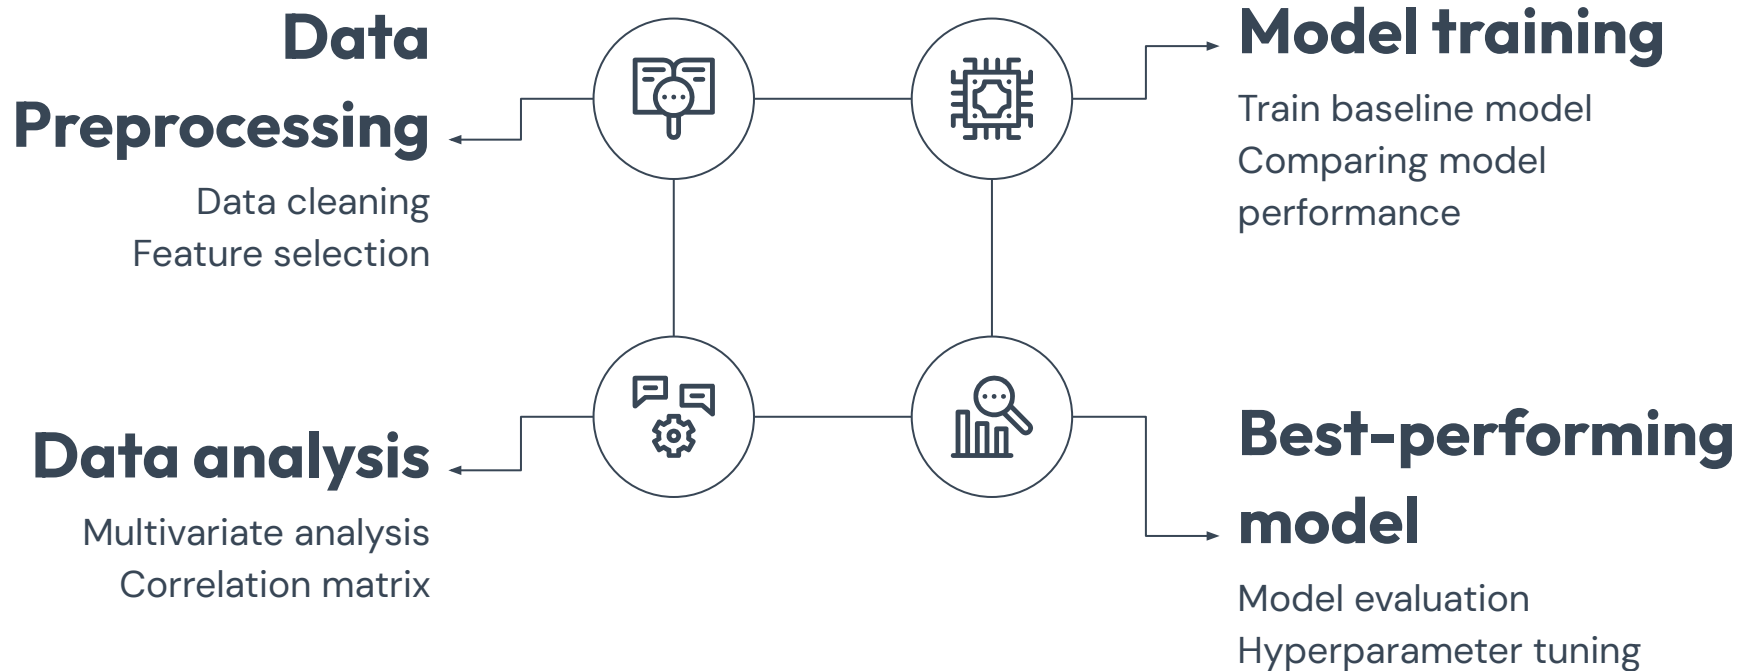 Data
Preprocessing
Data cleaning
Feature selection
Model training
Train baseline model
Comparing model
performance
Data analysis
Multivariate analysis
Correlation matrix
Best-performing
model
Model evaluation
Hyperparameter tuning